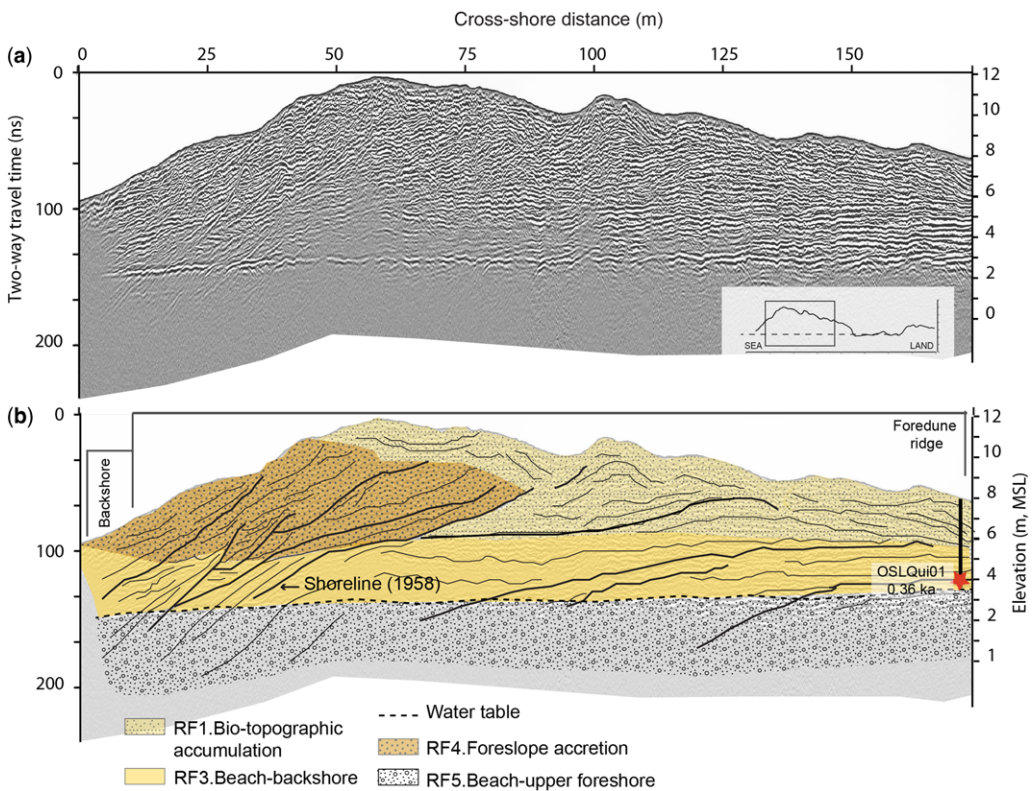 Cross-shore distance (m)
(a)
0 25 50 75 100 125 150
Two-way travel time (ns)
0
100
200
12
10
8
6
4
2
0
SEA
LAND
(b)
0
100
200
Backshore
Foredune
ridge
12
10
8
6
4
2
1
Elevation (m, MSL)
OSLQui01
0.36 ka
← Shoreline (1958)
RF1.Bio-topographic
accumulation
RF3.Beach-backshore
Water table
RF4.Foreslope accretion
RF5.Beach-upper foreshore